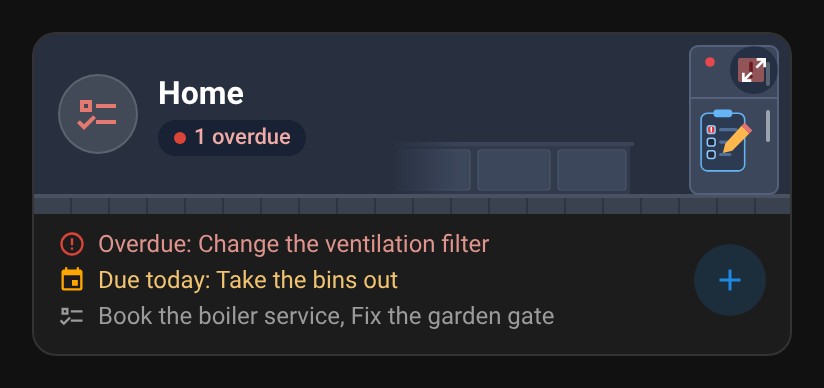 Home
1 overdue
Overdue: Change the ventilation filter
Due today: Take the bins out
Book the boiler service, Fix the garden gate